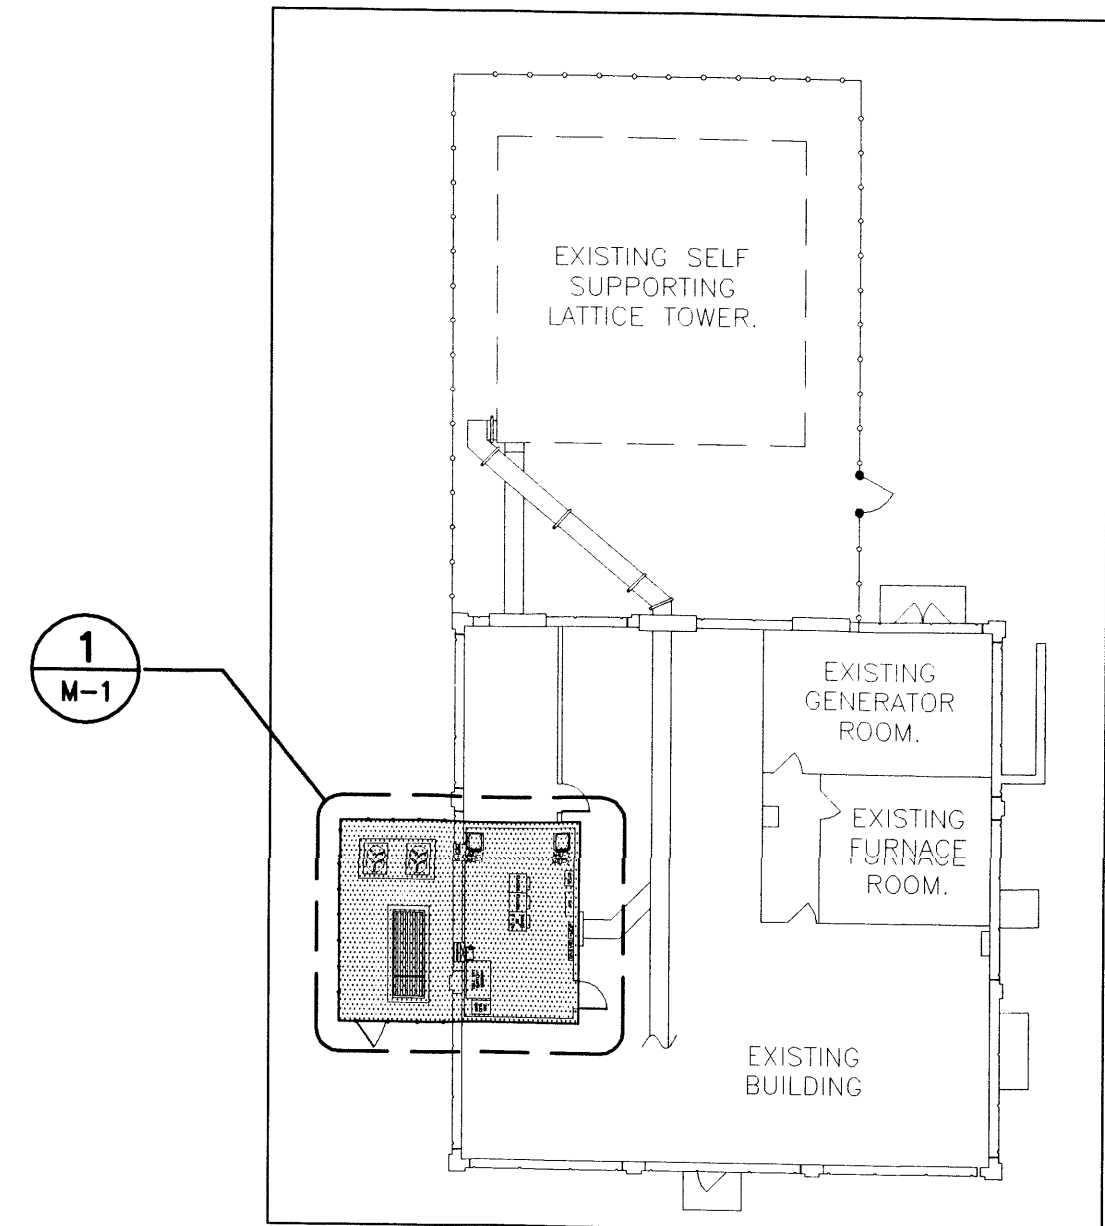 EXISTING SELF
SUPPORTING
LATTICE TOWER.
1
M-1
EXISTING
GENERATOR
ROOM.
EXISTING
FURNACE
ROOM.
EXISTING
BUILDING